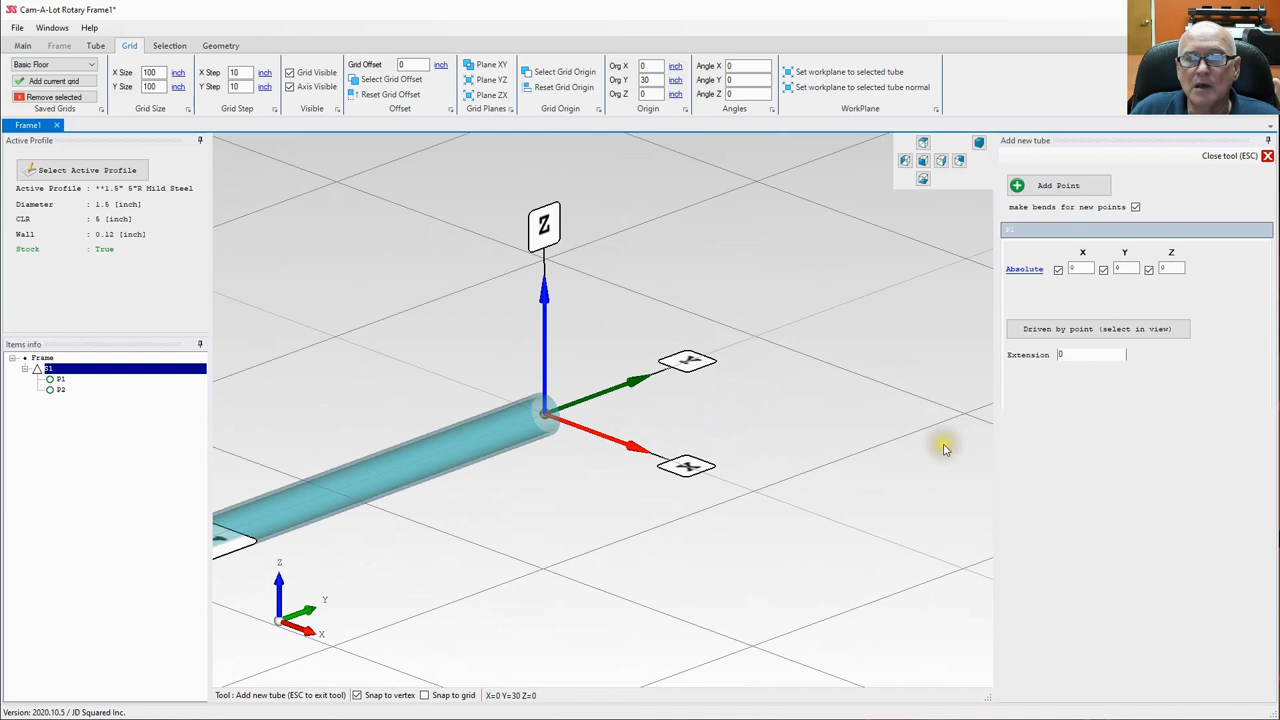 Cam-A-Lot Rotary Frame1*
File Windows Help
Main Frame Tube Grid Selection Geometry
Basic Floor
Add current grid
Remove selected
Saved Grids
X Size 100 inch
Y Size 100 inch
Grid Size
X Step 10 inch
Y Step 10 inch
Grid Step
Grid Visible
Axis Visible
Visible
Grid Offset 0 inch
Select Grid Offset
Reset Grid Offset
Offset
Plane XY
Plane YZ
Plane ZX
Grid Planes
Select Grid Origin
Reset Grid Origin
Grid Origin
Org X 0 inch
Org Y 30 inch
Org Z 0 inch
Origin
Angle X 0
Angle Y 0
Angle Z 0
Angles
Set workplane to selected tube
Set workplane to selected tube normal
WorkPlane
Frame1
Active Profile
Select Active Profile
Active Profile : **1.5" 5"R Mild Steel
Diameter : 1.5 [inch]
CLR : 5 [inch]
Wall : 0.12 [inch]
Stock : True
Items info
Frame
S1
P1
P2
Z
Y
X
Z
Y
X
Add new tube
Close tool (ESC)
Add Point
make bends for new points
P1
X Y Z
Absolute 0 0 0
Driven by point (select in view)
Extension 0
Tool : Add new tube (ESC to exit tool) Snap to vertex Snap to grid X=0 Y=30 Z=0
Version: 2020.10.5 / JD Squared Inc.